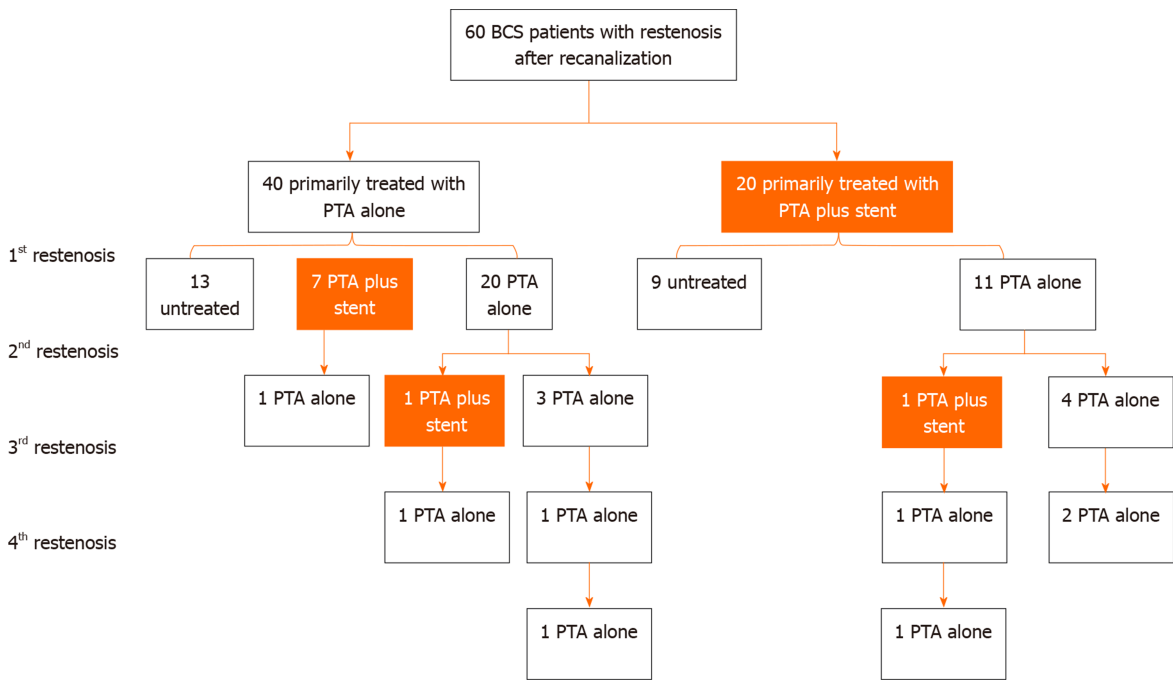 60 BCS patients with restenosis
after recanalization
40 primarily treated with
PTA alone
20 primarily treated with
PTA plus stent
1st restenosis
13
untreated
7 PTA plus
stent
20 PTA
alone
9 untreated
11 PTA alone
2nd restenosis
1 PTA alone
1 PTA plus
stent
3 PTA alone
1 PTA plus
stent
4 PTA alone
3rd restenosis
1 PTA alone
1 PTA alone
1 PTA alone
2 PTA alone
4th restenosis
1 PTA alone
1 PTA alone